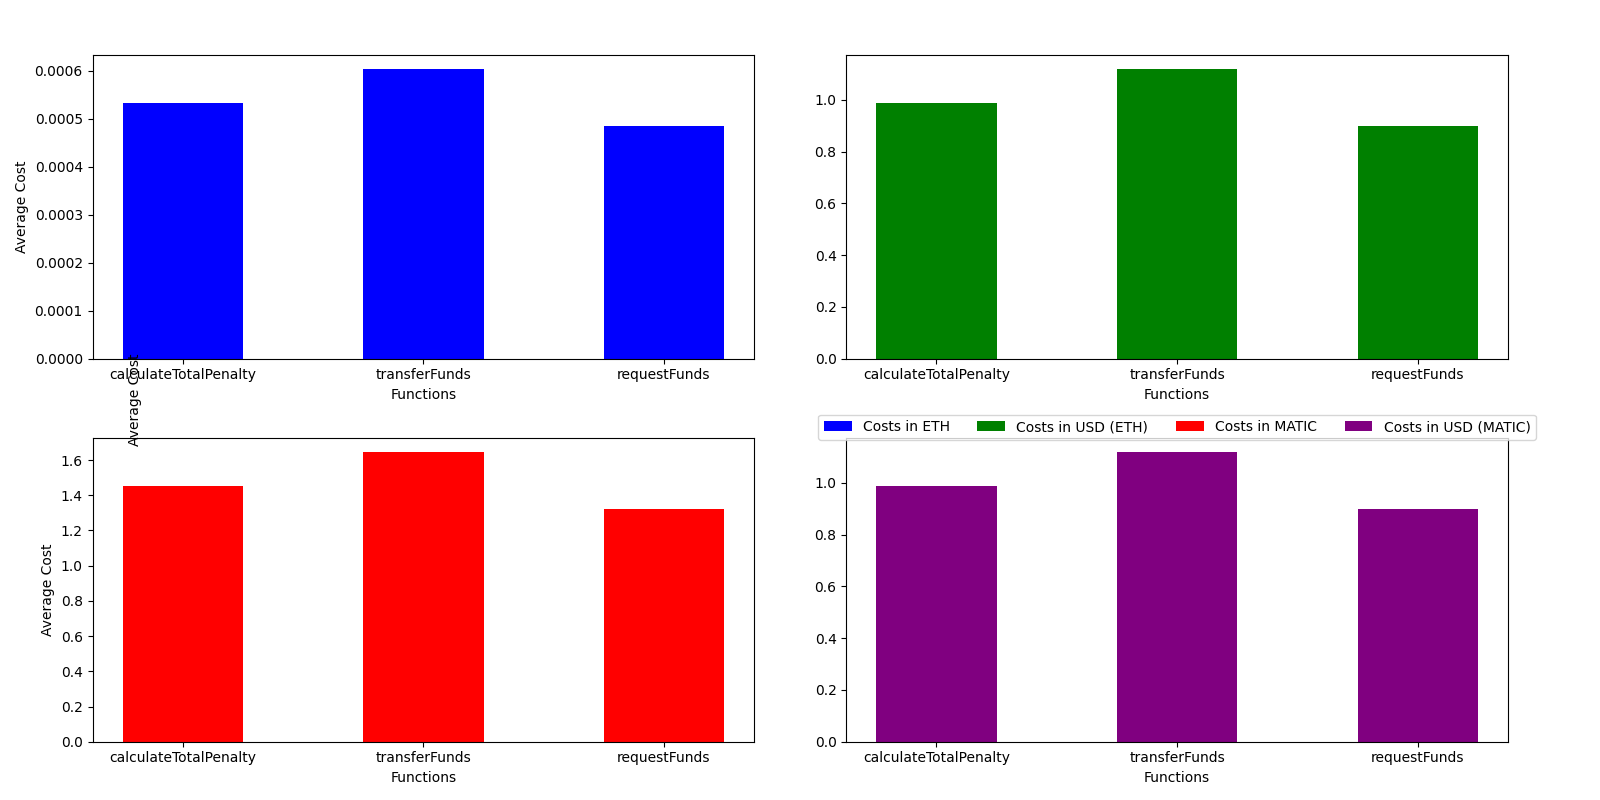 0.0006
0.0005
0.0004
0.0003
0.0002
0.0001
0.0000
Average Cost
calculateTotalPenalty transferFunds requestFunds
Functions
1.0
0.8
0.6
0.4
0.2
0.0
calculateTotalPenalty transferFunds requestFunds
Functions
Average Cost
Costs in ETH Costs in USD (ETH) Costs in MATIC Costs in USD (MATIC)
1.6
1.4
1.2
1.0
0.8
0.6
0.4
0.2
0.0
Average Cost
calculateTotalPenalty transferFunds requestFunds
Functions
1.0
0.8
0.6
0.4
0.2
0.0
calculateTotalPenalty transferFunds requestFunds
Functions